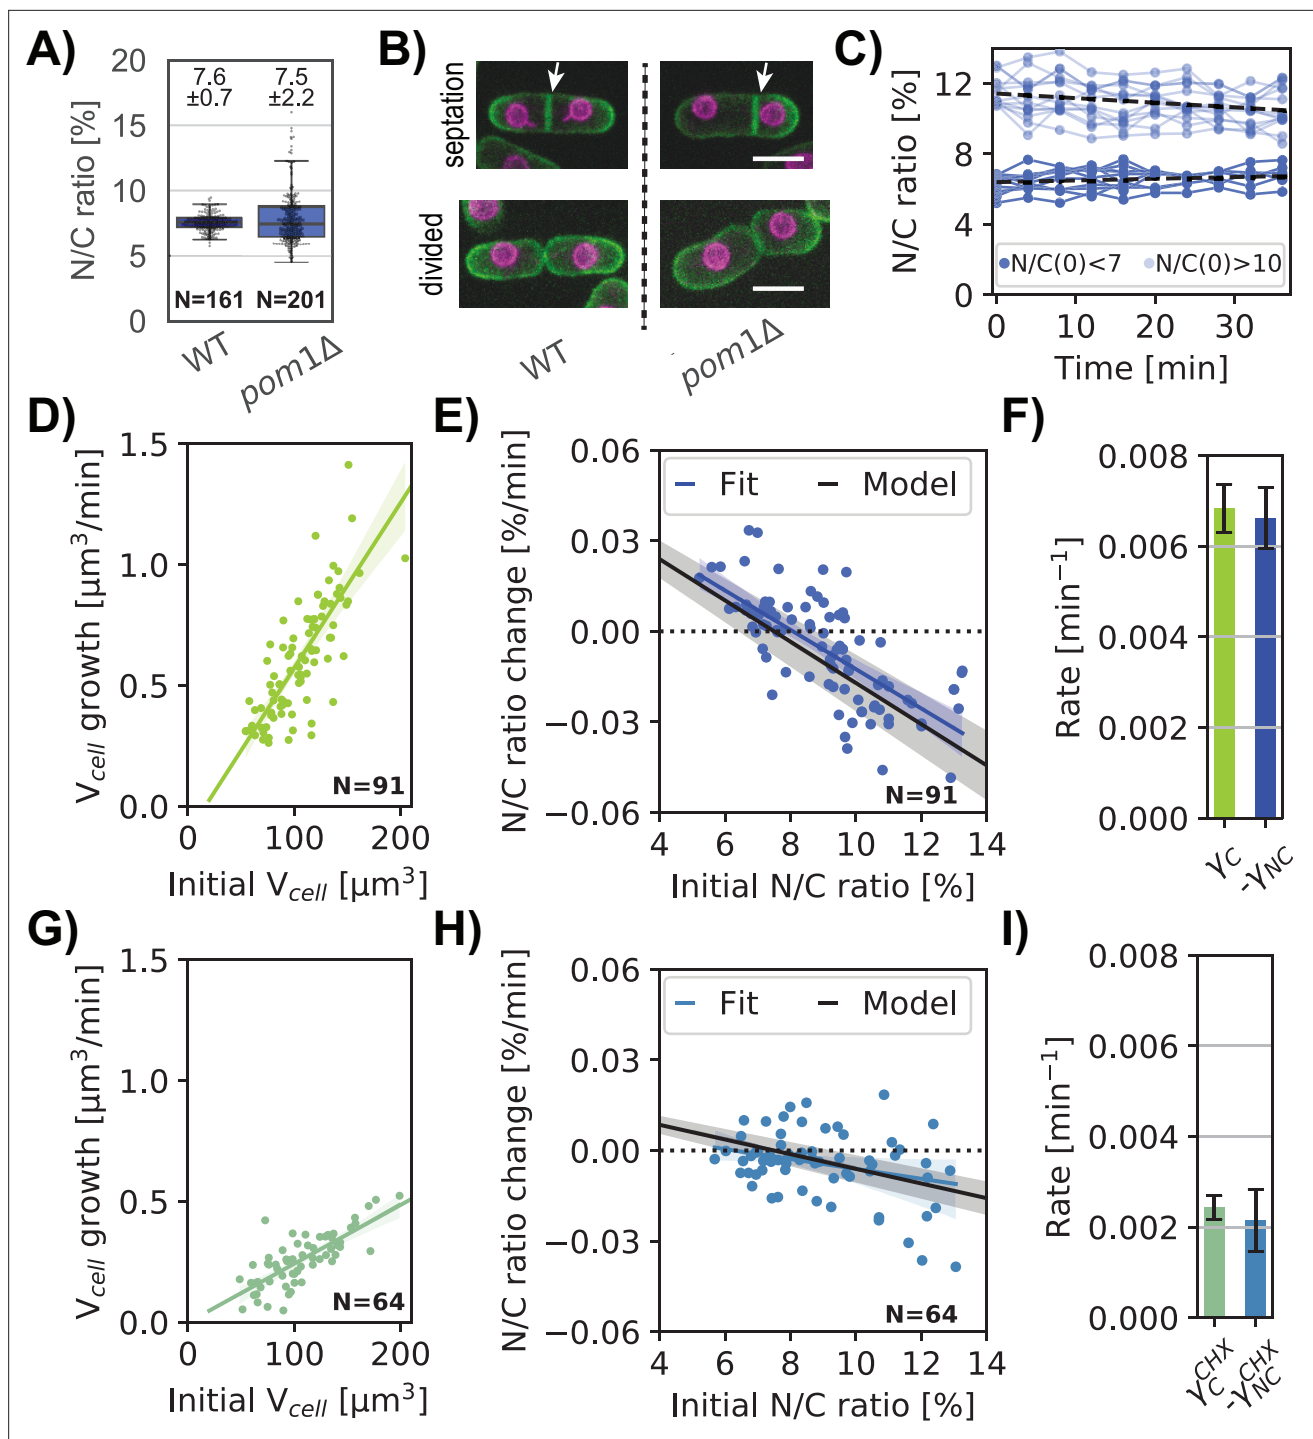 A)
N/C ratio [%]
20
15
10
5
0
7.6
±0.7
7.5
±2.2
N=161
N=201
WT
pom1Δ
B)
septation
divided
WT
pom1Δ
C)
N/C ratio [%]
12
8
4
0
N/C(0)<7
N/C(0)>10
0
10
20
30
Time [min]
D)
V_cell growth [µm³/min]
1.5
1.0
0.5
0.0
N=91
0
100
200
Initial V_cell [µm³]
E)
N/C ratio change [%/min]
0.06
0.03
0.00
−0.03
−0.06
Fit
Model
N=91
4
6
8
10
12
14
Initial N/C ratio [%]
F)
Rate [min⁻¹]
0.008
0.006
0.004
0.002
0.000
γ_C
-γ_NC
G)
V_cell growth [µm³/min]
1.5
1.0
0.5
0.0
N=64
0
100
200
Initial V_cell [µm³]
H)
N/C ratio change [%/min]
0.06
0.03
0.00
−0.03
−0.06
Fit
Model
N=64
4
6
8
10
12
14
Initial N/C ratio [%]
I)
Rate [min⁻¹]
0.008
0.006
0.004
0.002
0.000
γ_C^CHX
-γ_NC^CHX